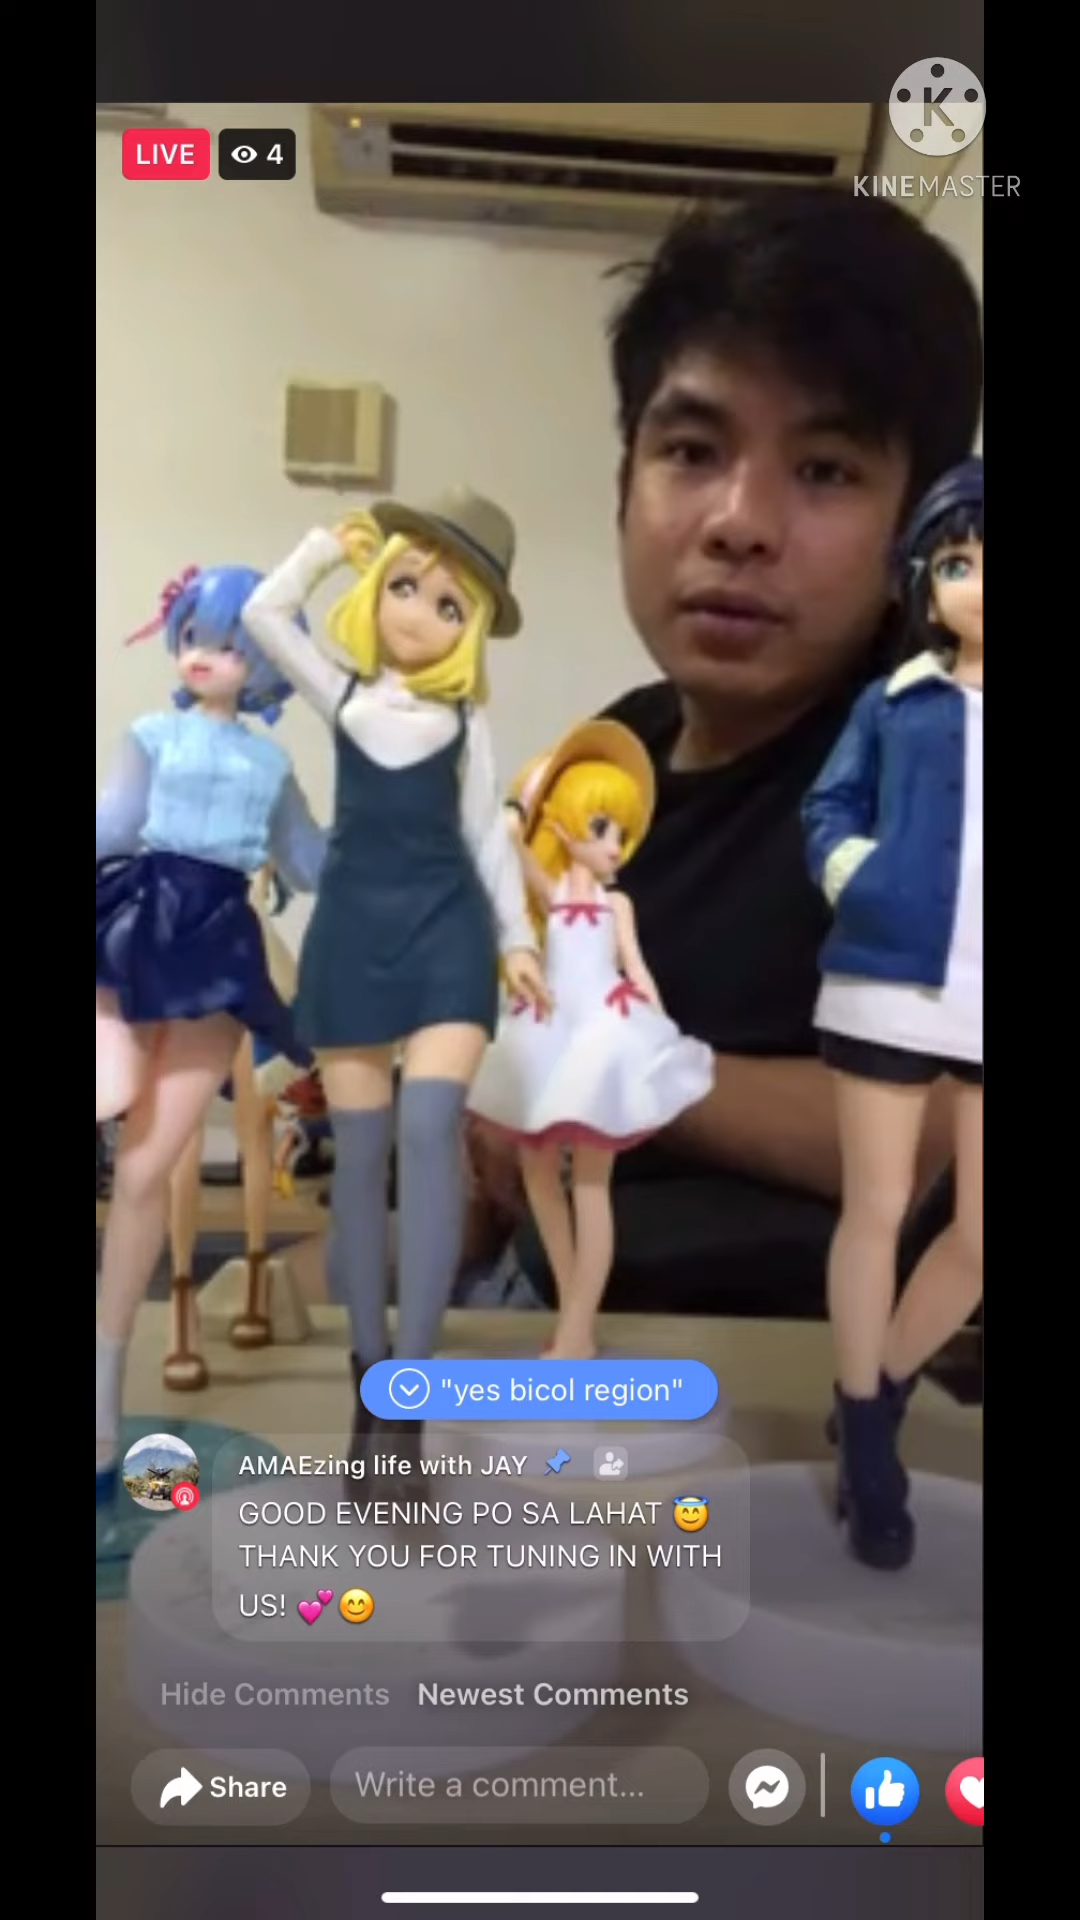 LIVE 4
KINEMASTER
"yes bicol region"
AMAEzing life with JAY
GOOD EVENING PO SA LAHAT 😇
THANK YOU FOR TUNING IN WITH
US! 💕😊
Hide Comments Newest Comments
Share Write a comment...